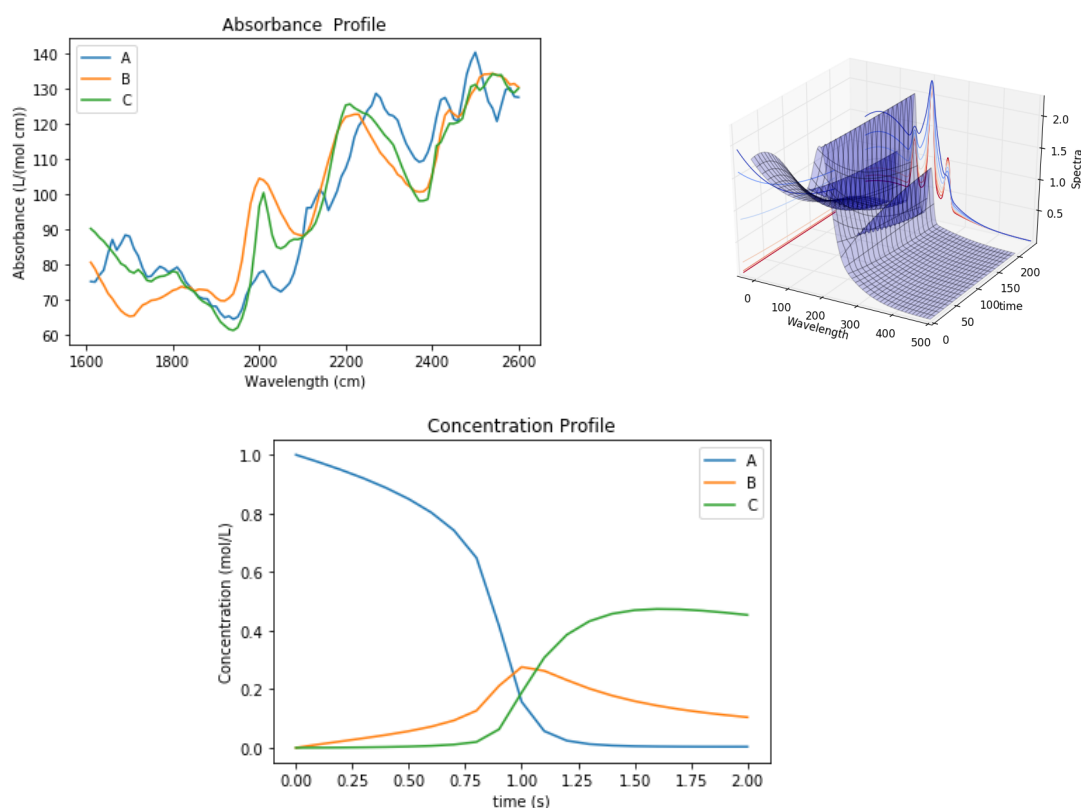 Absorbance Profile
A
B
C
140
130
120
110
100
90
80
70
60
Absorbance (L/(mol cm))
1600 1800 2000 2200 2400 2600
Wavelength (cm)
2.0
1.5
1.0
0.5
Spectra
0 100 200 300 400 500
Wavelength
0 50 100 150 200
time
Concentration Profile
A
B
C
1.0
0.8
0.6
0.4
0.2
0.0
Concentration (mol/L)
0.00 0.25 0.50 0.75 1.00 1.25 1.50 1.75 2.00
time (s)